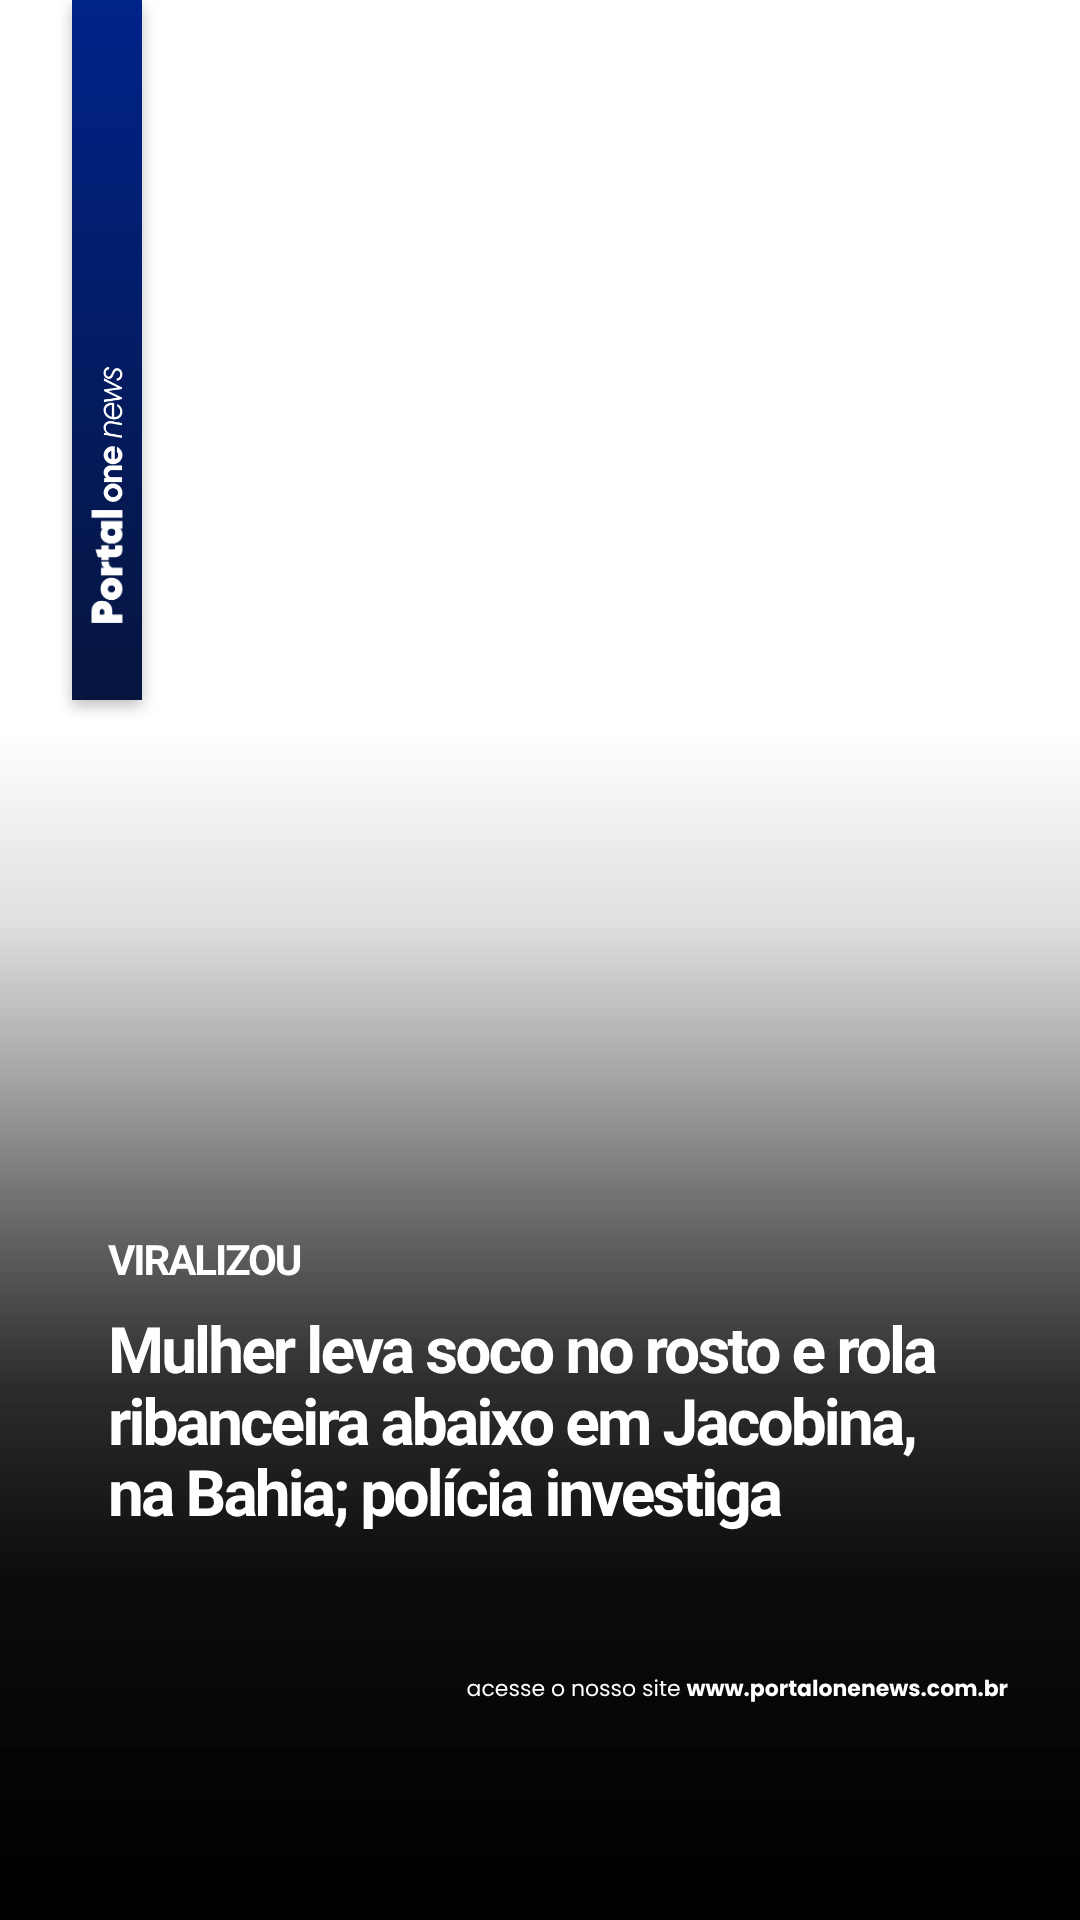 Portal one news
VIRALIZOU
Mulher leva soco no rosto e rola
ribanceira abaixo em Jacobina,
na Bahia; polícia investiga
acesse o nosso site www.portalonenews.com.br